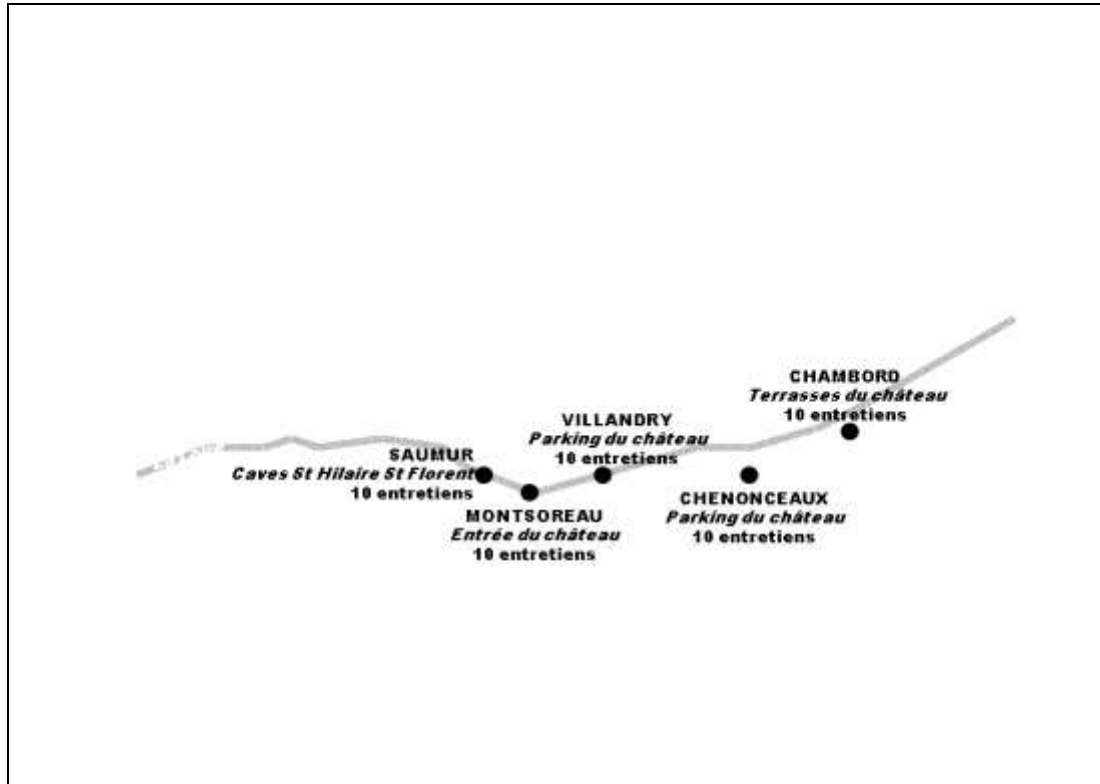 CHAMBORD
Terrasses du château
10 entretiens
VILLANDRY
Parking du château
10 entretiens
SAUMUR
Caves St Hilaire St Florent
10 entretiens
CHENONCEAUX
Parking du château
10 entretiens
MONTSOREAU
Entrée du château
10 entretiens